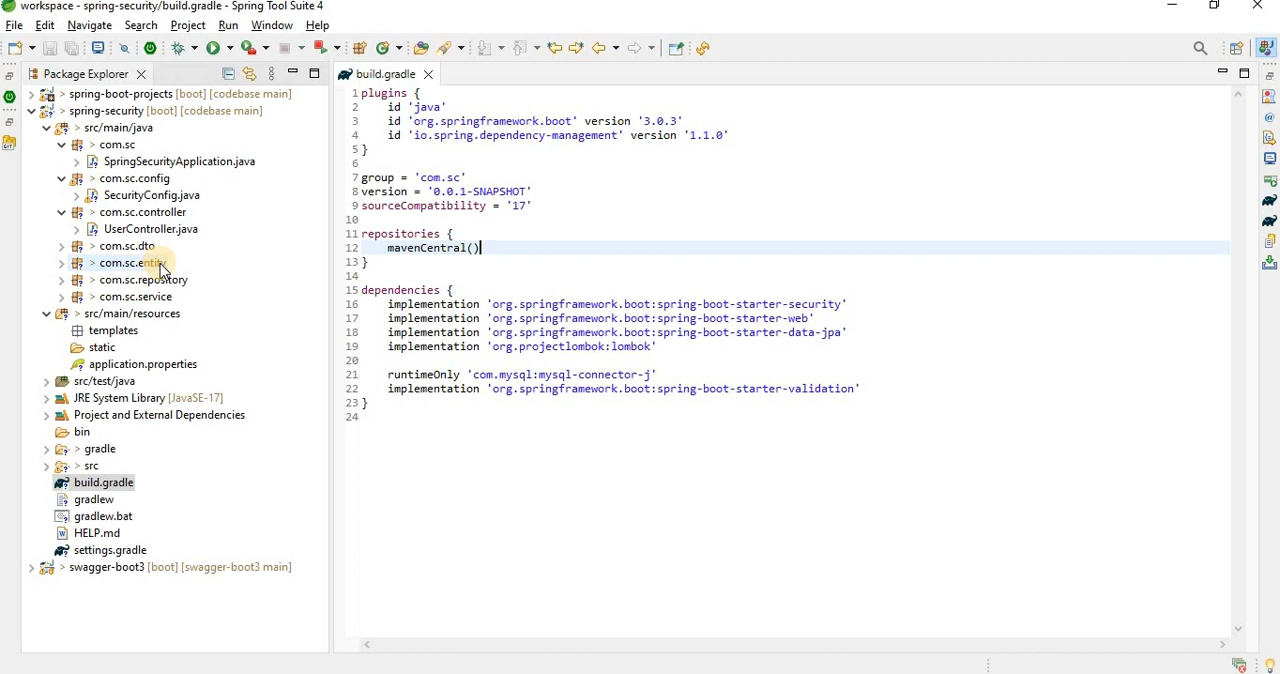 workspace - spring-security/build.gradle - Spring Tool Suite 4
File Edit Navigate Search Project Run Window Help
Package Explorer
build.gradle
> spring-boot-projects [boot] [codebase main]
> spring-security [boot] [codebase main]
> src/main/java
> com.sc
> SpringSecurityApplication.java
> com.sc.config
> SecurityConfig.java
> com.sc.controller
> UserController.java
> com.sc.dto
> com.sc.entity
> com.sc.repository
> com.sc.service
> src/main/resources
templates
static
application.properties
src/test/java
JRE System Library [JavaSE-17]
Project and External Dependencies
bin
> gradle
> src
build.gradle
gradlew
gradlew.bat
HELP.md
settings.gradle
> swagger-boot3 [boot] [swagger-boot3 main]
1 plugins {
2 id 'java'
3 id 'org.springframework.boot' version '3.0.3'
4 id 'io.spring.dependency-management' version '1.1.0'
5 }
6
7 group = 'com.sc'
8 version = '0.0.1-SNAPSHOT'
9 sourceCompatibility = '17'
10
11 repositories {
12 mavenCentral()
13 }
14
15 dependencies {
16 implementation 'org.springframework.boot:spring-boot-starter-security'
17 implementation 'org.springframework.boot:spring-boot-starter-web'
18 implementation 'org.springframework.boot:spring-boot-starter-data-jpa'
19 implementation 'org.projectlombok:lombok'
20
21 runtimeOnly 'com.mysql:mysql-connector-j'
22 implementation 'org.springframework.boot:spring-boot-starter-validation'
23 }
24